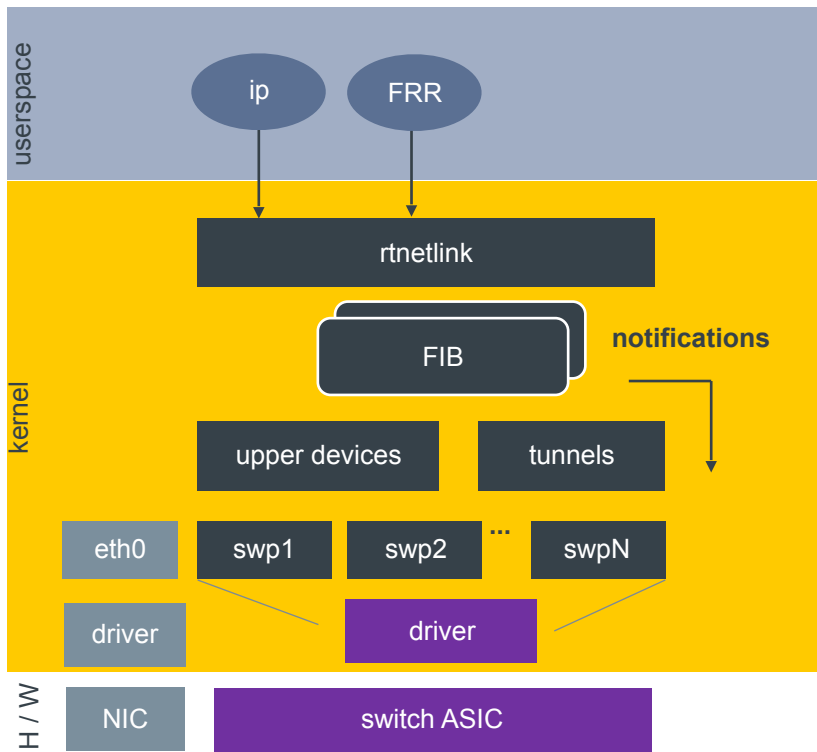 userspace
ip
FRR
kernel
rtnetlink
FIB
notifications
upper devices
tunnels
eth0
swp1
swp2
...
swpN
driver
driver
H / W
NIC
switch ASIC